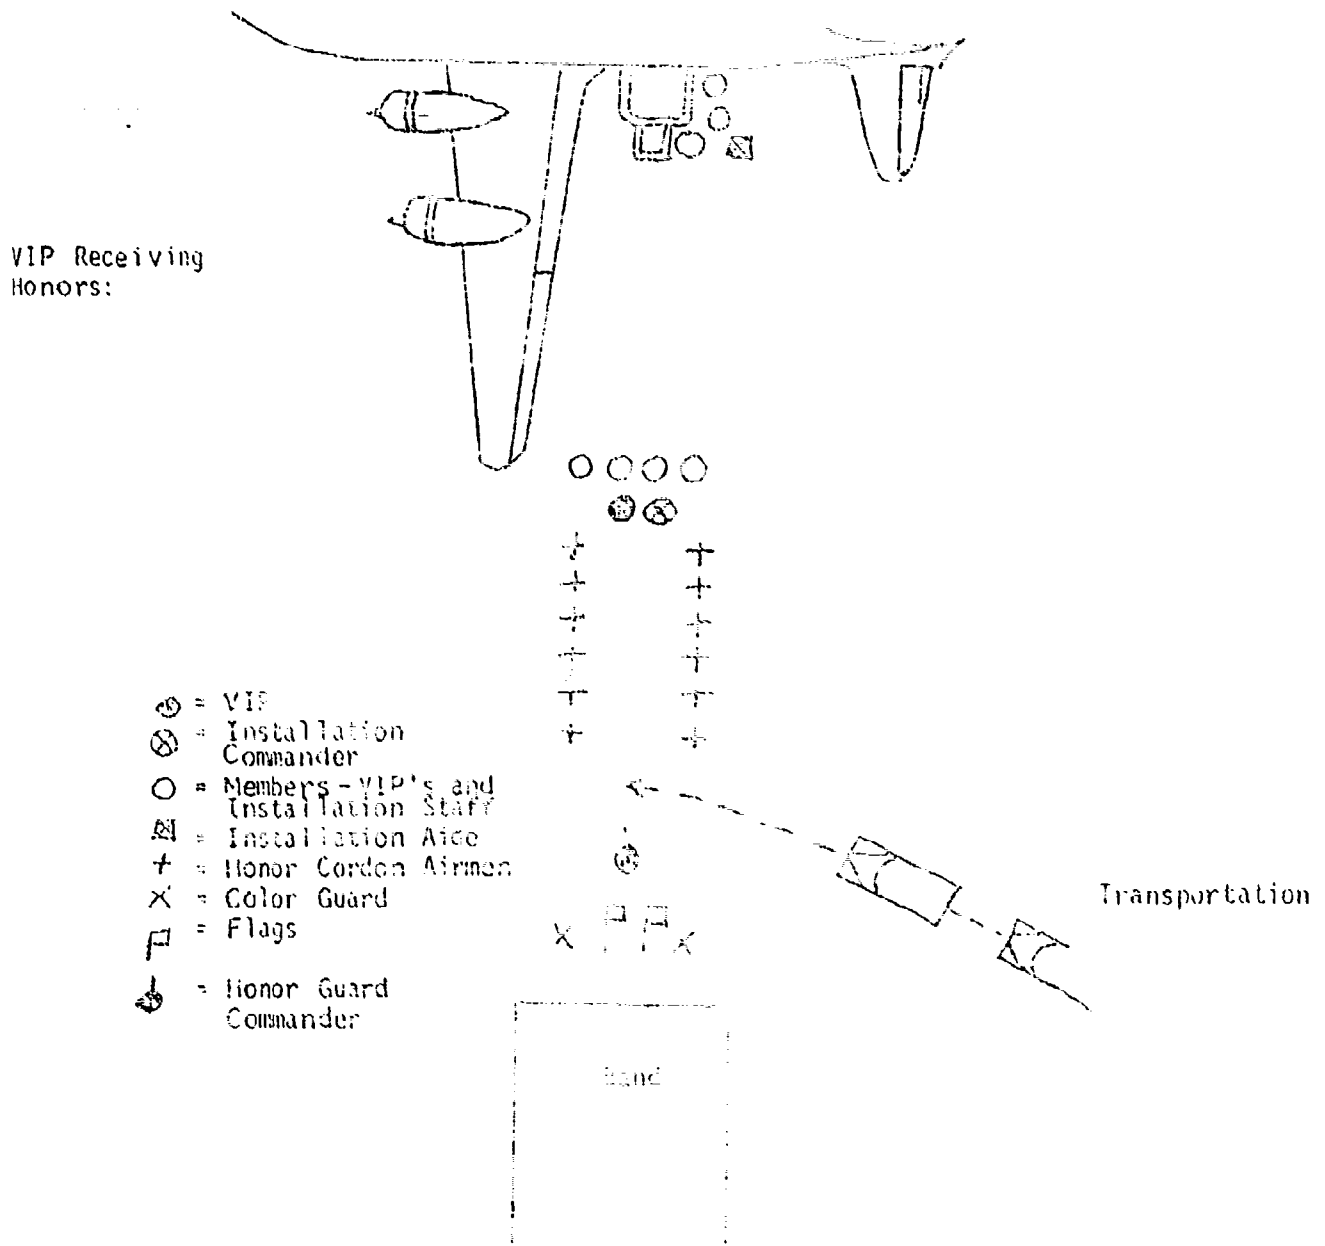 VIP Receiving
Honors:
= VIP
= Installation
Commander
= Members - VIP's and
Installation Staff
= Installation Aide
= Honor Cordon Airmen
= Color Guard
= Flags
= Honor Guard
Commander
Transportation
Band